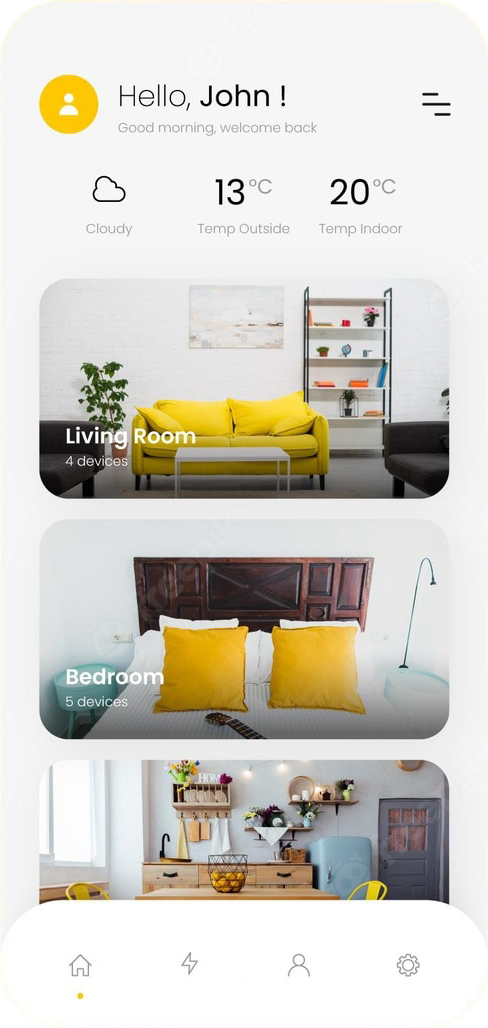 Hello, John !
Good morning, welcome back
13°C
20°C
Cloudy
Temp Outside
Temp Indoor
Living Room
4 devices
Bedroom
5 devices
HOME